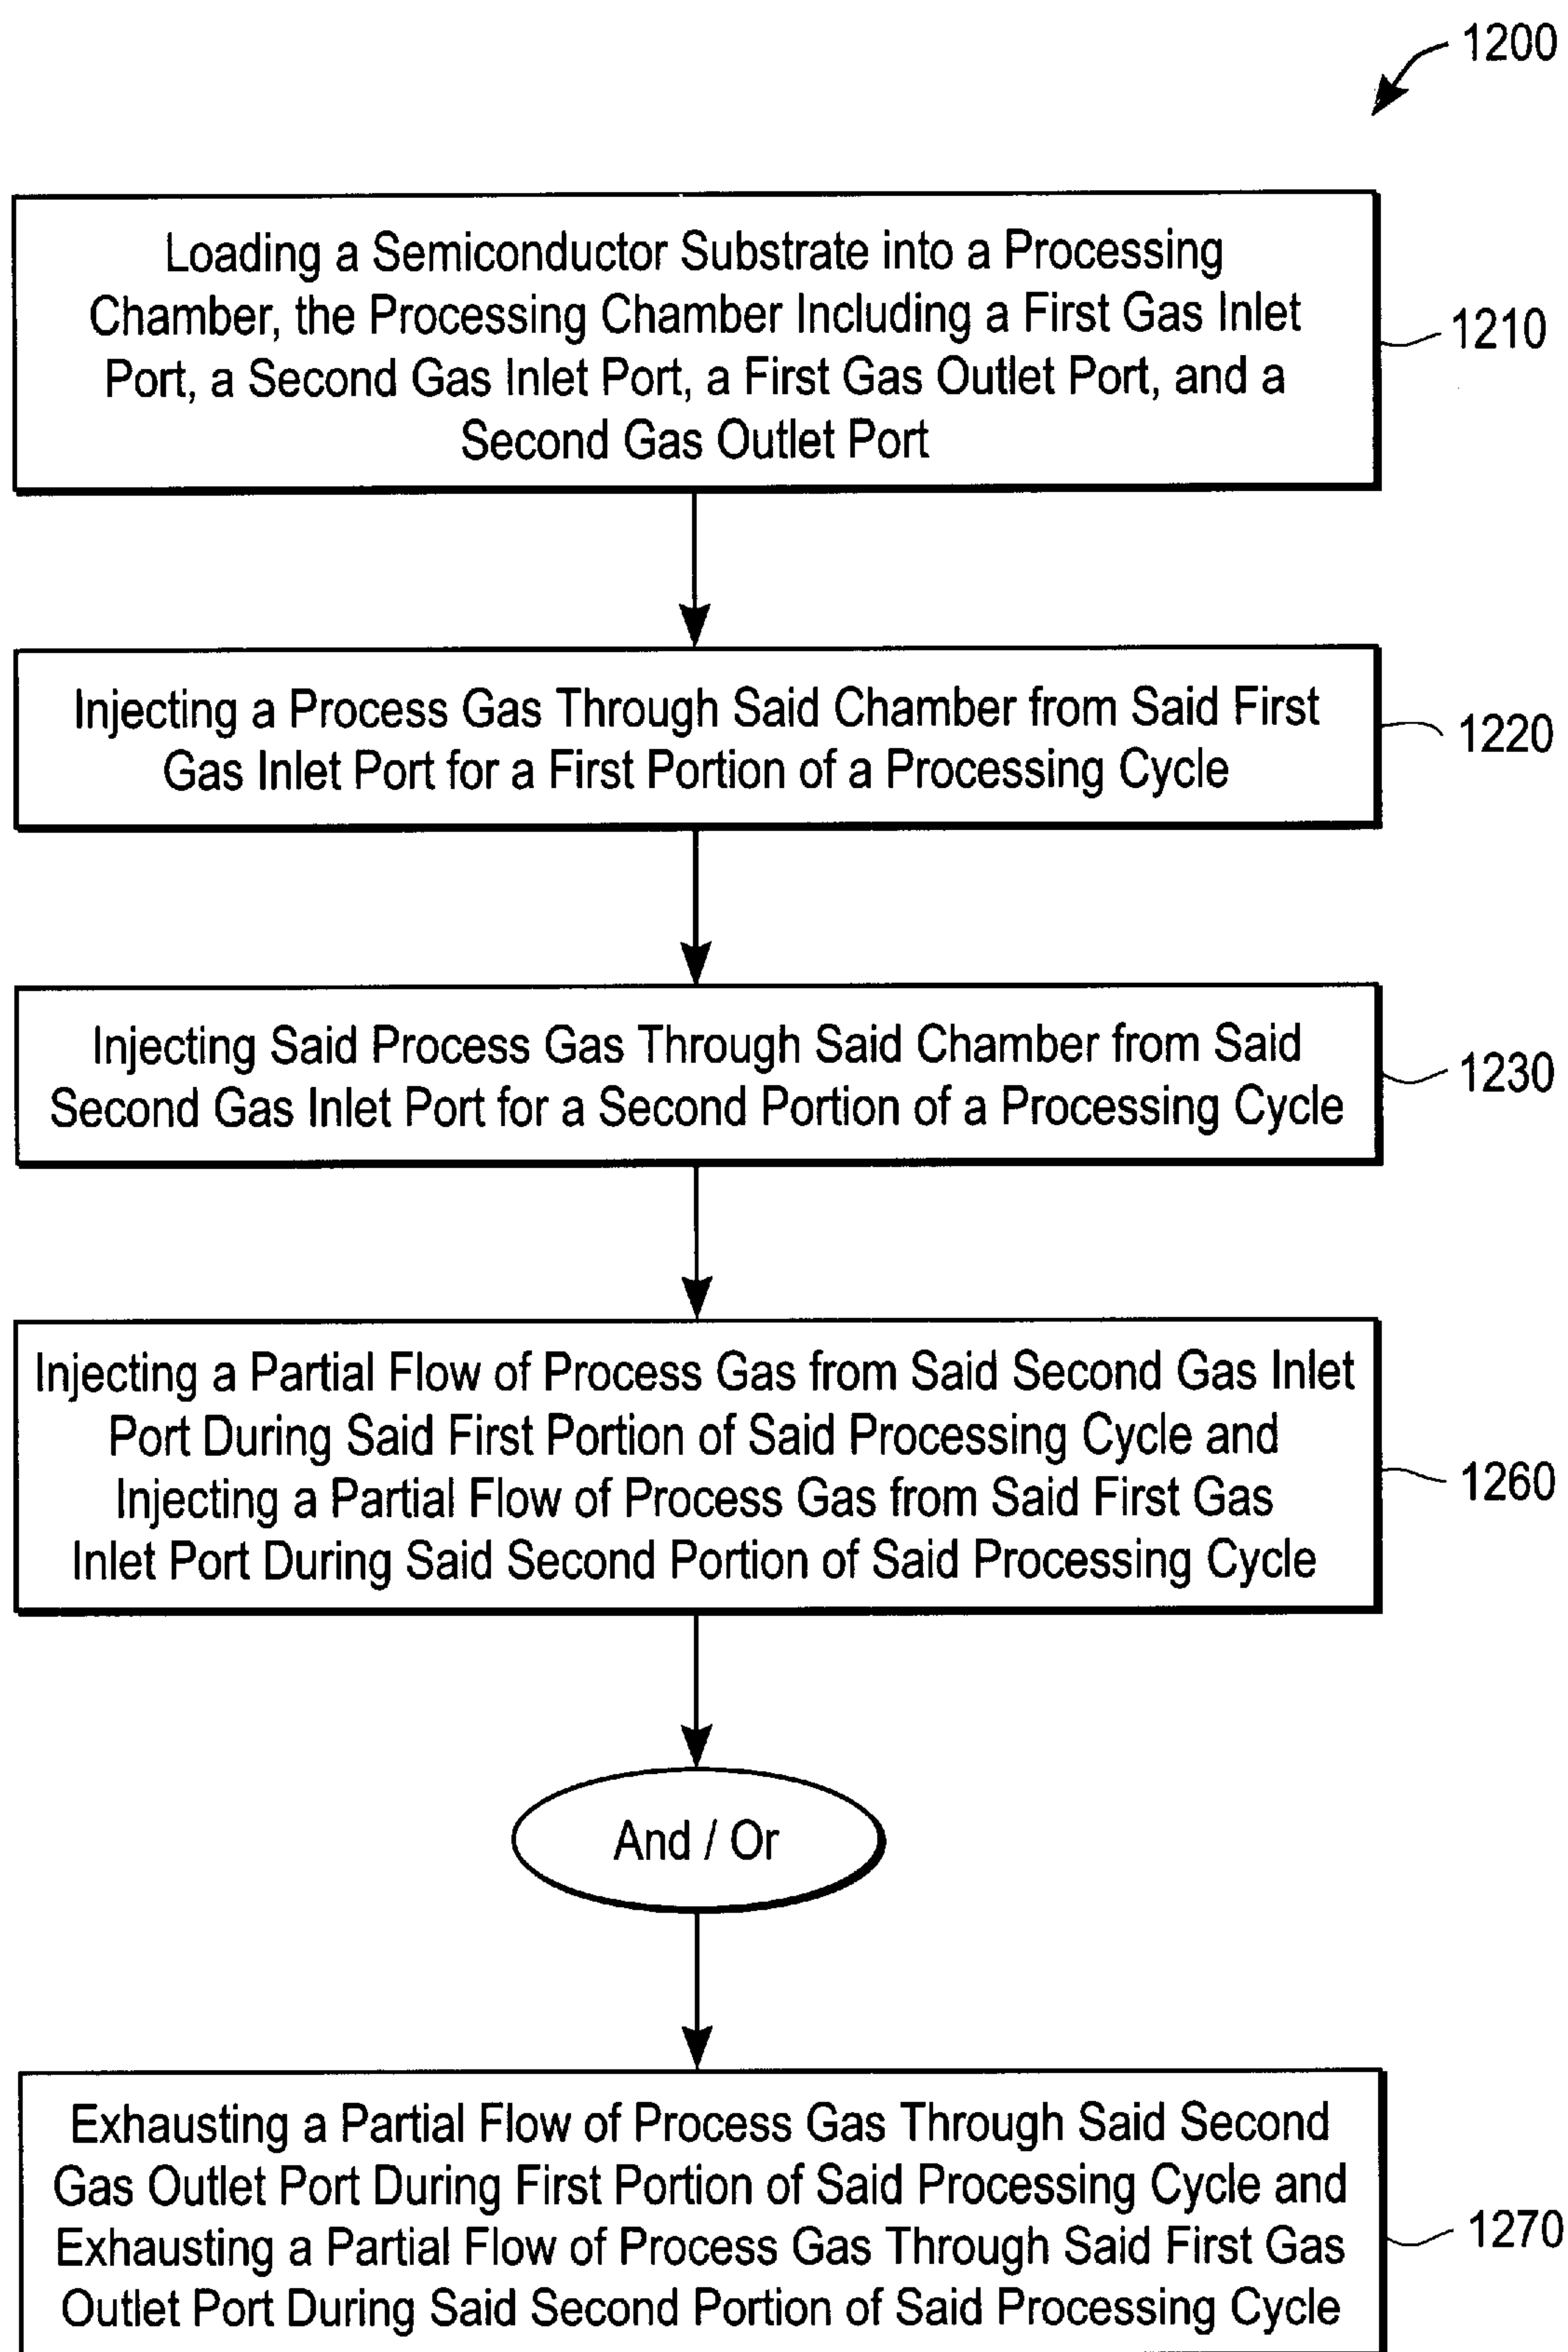 1200
Loading a Semiconductor Substrate into a Processing
Chamber, the Processing Chamber Including a First Gas Inlet
Port, a Second Gas Inlet Port, a First Gas Outlet Port, and a
Second Gas Outlet Port
1210
Injecting a Process Gas Through Said Chamber from Said First
Gas Inlet Port for a First Portion of a Processing Cycle
1220
Injecting Said Process Gas Through Said Chamber from Said
Second Gas Inlet Port for a Second Portion of a Processing Cycle
1230
Injecting a Partial Flow of Process Gas from Said Second Gas Inlet
Port During Said First Portion of Said Processing Cycle and
Injecting a Partial Flow of Process Gas from Said First Gas
Inlet Port During Said Second Portion of Said Processing Cycle
1260
And / Or
Exhausting a Partial Flow of Process Gas Through Said Second
Gas Outlet Port During First Portion of Said Processing Cycle and
Exhausting a Partial Flow of Process Gas Through Said First Gas
Outlet Port During Said Second Portion of Said Processing Cycle
1270